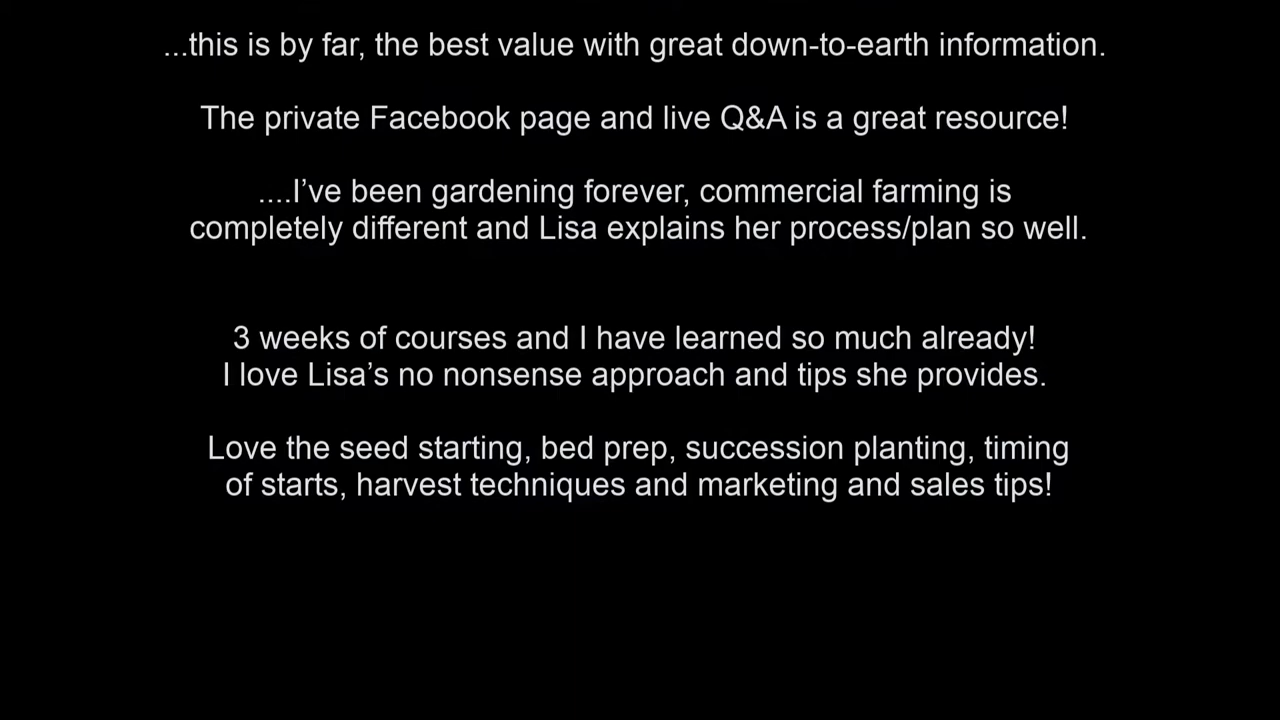 ...this is by far, the best value with great down-to-earth information.
The private Facebook page and live Q&A is a great resource!
....I’ve been gardening forever, commercial farming is
completely different and Lisa explains her process/plan so well.
3 weeks of courses and I have learned so much already!
I love Lisa’s no nonsense approach and tips she provides.
Love the seed starting, bed prep, succession planting, timing
of starts, harvest techniques and marketing and sales tips!